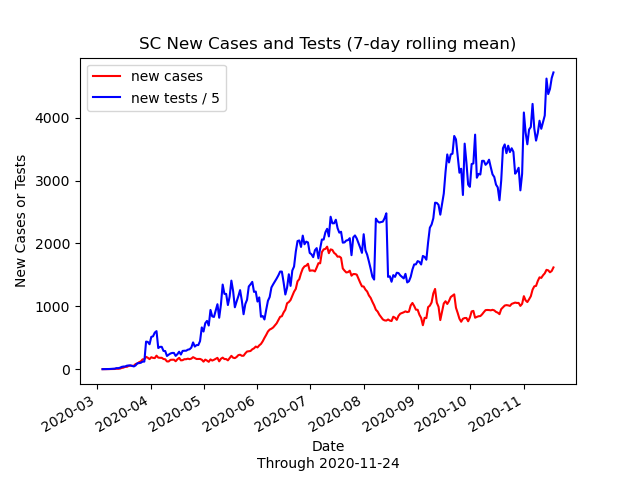 SC New Cases and Tests (7-day rolling mean)
new cases
new tests / 5
New Cases or Tests
4000
3000
2000
1000
0
2020-03
2020-04
2020-05
2020-06
2020-07
2020-08
2020-09
2020-10
2020-11
Date
Through 2020-11-24